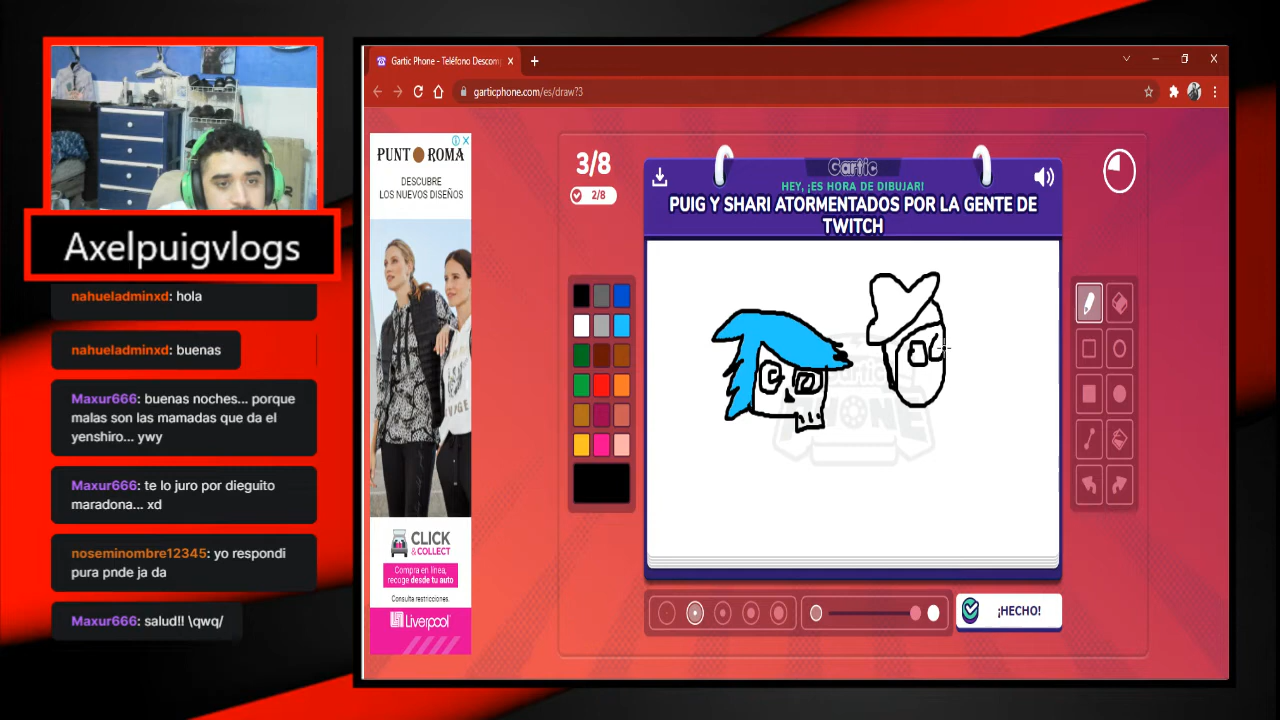 Axelpuigvlogs
nahueladminxd: hola
nahueladminxd: buenas
Maxur666: buenas noches... porque
malas son las mamadas que da el
yenshiro... ywy
Maxur666: te lo juro por dieguito
maradona... xd
noseminombre12345: yo respondi
pura pnde ja da
Maxur666: salud!! \qwq/
Gartic Phone - Teléfono Descom
garticphone.com/es/draw?3
PUNT ROMA
DESCUBRE
LOS NUEVOS DISEÑOS
CLICK
& COLLECT
Compra en línea,
recoge desde tu auto
Consulta restricciones.
Liverpool
3/8
2/8
Gartic
HEY, ¡ES HORA DE DIBUJAR!
PUIG Y SHARI ATORMENTADOS POR LA GENTE DE
TWITCH
Gartic
PHONE
¡HECHO!